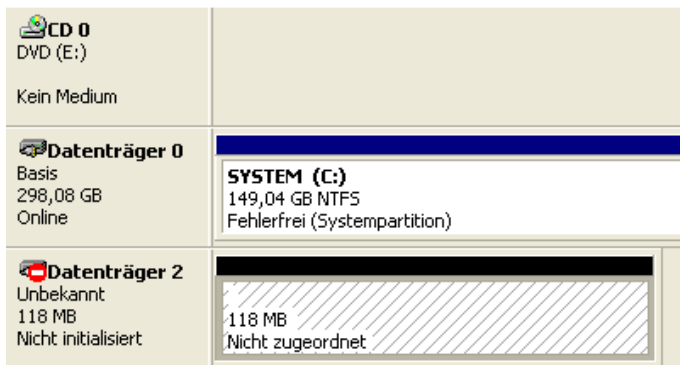 CD 0
DVD (E:)
Kein Medium
Datenträger 0
Basis
298,08 GB
Online
SYSTEM (C:)
149,04 GB NTFS
Fehlerfrei (Systempartition)
Datenträger 2
Unbekannt
118 MB
Nicht initialisiert
118 MB
Nicht zugeordnet